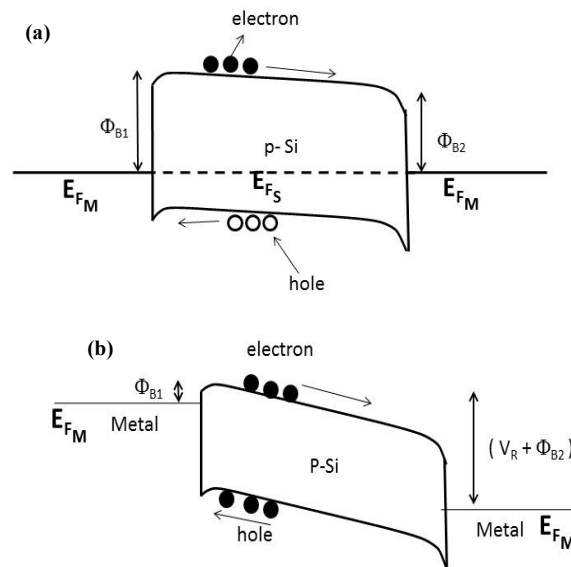 (a)
electron
Φ_B1
Φ_B2
p- Si
E_F_M
E_F_S
E_F_M
hole
(b)
electron
Φ_B1
E_F_M
Metal
( V_R + Φ_B2)
P-Si
hole
Metal
E_F_M